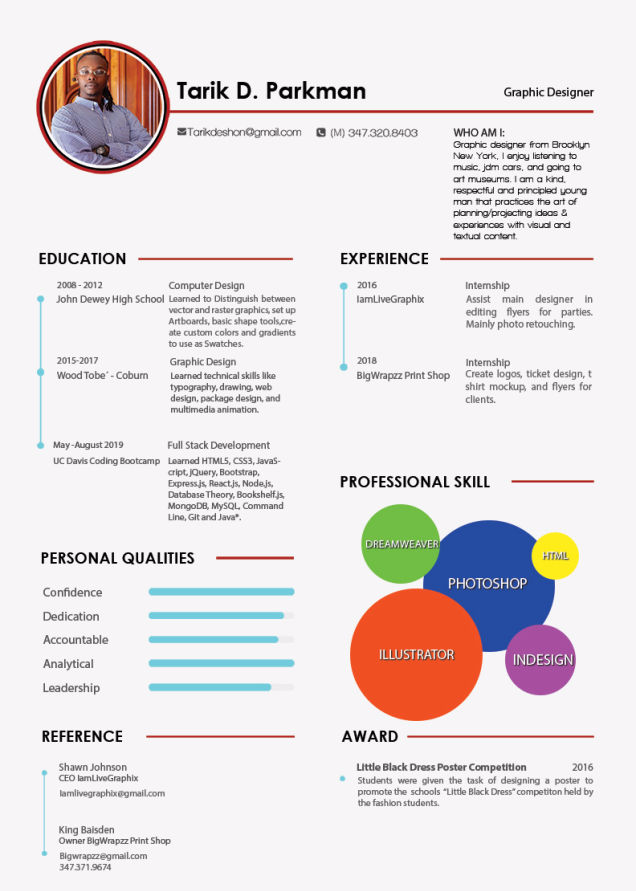 Tarik D. Parkman
Graphic Designer
Tarikdeshon@gmail.com
(M) 347.320.8403
WHO AM I:
Graphic designer from Brooklyn
New York, I enjoy listening to
music, jdm cars, and going to
art museums. I am a kind,
respectful and principled young
man that practices the art of
planning/projecting ideas &
experiences with visual and
textual content.
EDUCATION
2008 - 2012
John Dewey High School
Computer Design
Learned to Distinguish between
vector and raster graphics, set up
Artboards, basic shape tools,cre-
ate custom colors and gradients
to use as Swatches.
2015-2017
Wood Tobe´ - Coburn
Graphic Design
Learned technical skills like
typography, drawing, web
design, package design, and
multimedia animation.
May -August 2019
UC Davis Coding Bootcamp
Full Stack Development
Learned HTML5, CSS3, JavaS-
cript, jQuery, Bootstrap,
Express.js, React.js, Node.js,
Database Theory, Bookshelf.js,
MongoDB, MySQL, Command
Line, Git and Java*.
EXPERIENCE
2016
IamLiveGraphix
Internship
Assist main designer in
editing flyers for parties.
Mainly photo retouching.
2018
BigWrapzz Print Shop
Internship
Create logos, ticket design, t
shirt mockup, and flyers for
clients.
PERSONAL QUALITIES
Confidence
Dedication
Accountable
Analytical
Leadership
PROFESSIONAL SKILL
DREAMWEAVER
HTML
PHOTOSHOP
ILLUSTRATOR
INDESIGN
REFERENCE
Shawn Johnson
CEO IamLiveGraphix
Iamlivegraphix@gmail.com
King Baisden
Owner BigWrapzz Print Shop
Bigwrapzz@gmail.com
347.371.9674
AWARD
Little Black Dress Poster Competition 2016
Students were given the task of designing a poster to
promote the schools “Little Black Dress” competiton held by
the fashion students.